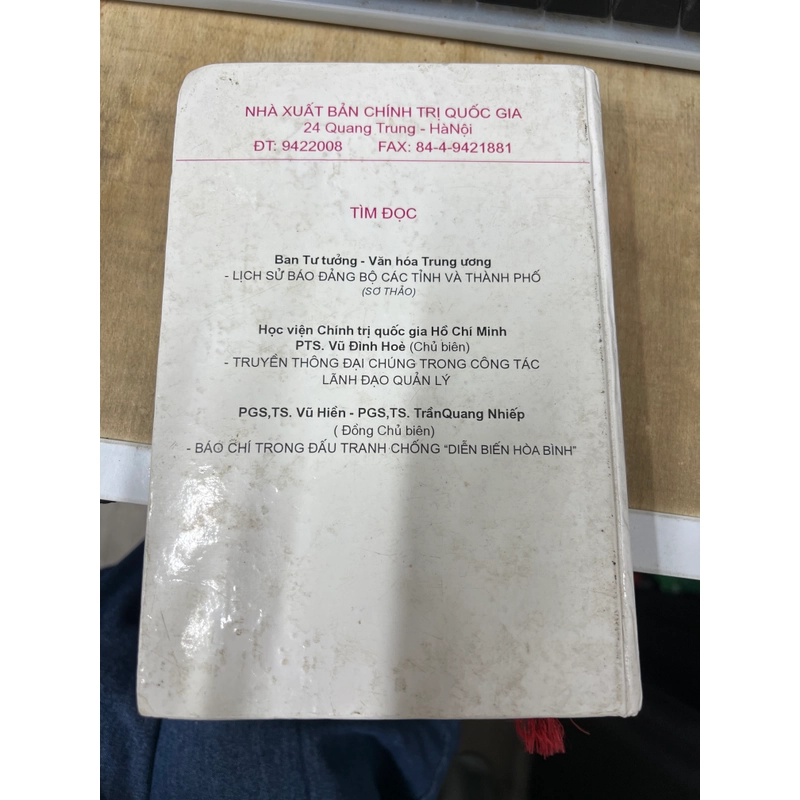 NHÀ XUẤT BẢN CHÍNH TRỊ QUỐC GIA
24 Quang Trung - HàNội
ĐT: 9422008 FAX: 84-4-9421881
TÌM ĐỌC
Ban Tư tưởng - Văn hóa Trung ương
- LỊCH SỬ BÁO ĐẢNG BỘ CÁC TỈNH VÀ THÀNH PHỐ
(SƠ THẢO)
Học viện Chính trị quốc gia Hồ Chí Minh
PTS. Vũ Đình Hoè (Chủ biên)
- TRUYỀN THÔNG ĐẠI CHÚNG TRONG CÔNG TÁC
LÃNH ĐẠO QUẢN LÝ
PGS,TS. Vũ Hiền - PGS,TS. TrầnQuang Nhiếp
( Đồng Chủ biên)
- BÁO CHÍ TRONG ĐẤU TRANH CHỐNG "DIỄN BIẾN HÒA BÌNH"